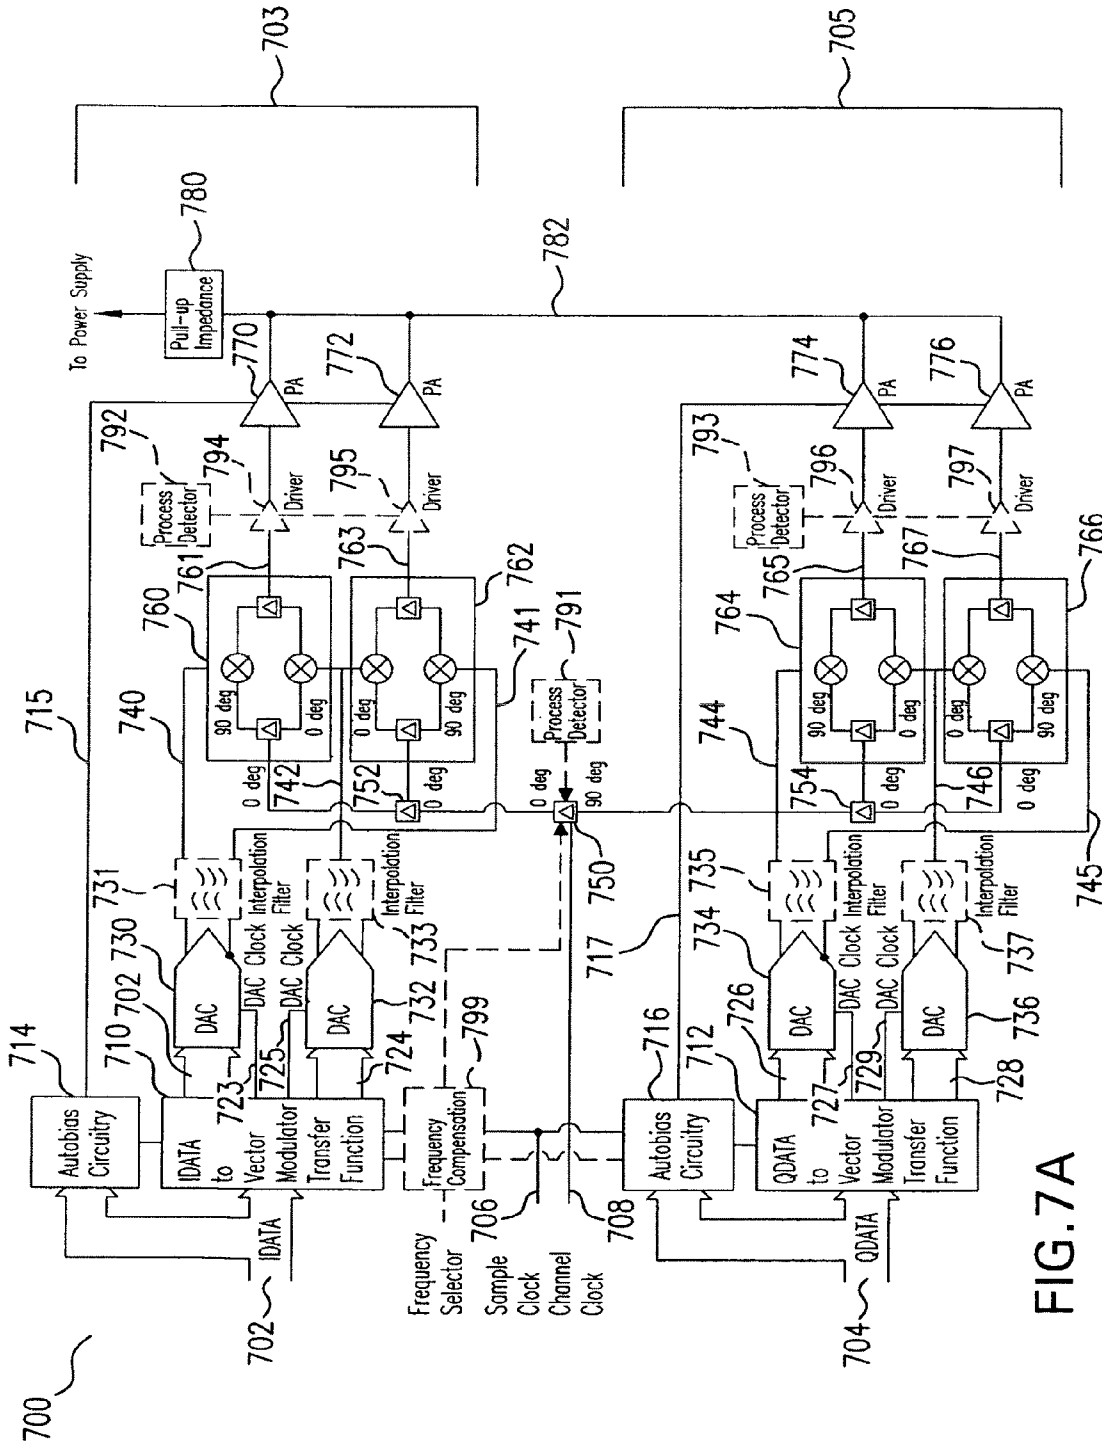 700
714
Autobias
Circuitry
715
To Power Supply
Pull-up
Impedance
780
703
702
IDATA
710
IDATA
to
Vector
Modulator
Transfer
Function
702
730
DAC
731
Interpolation
Filter
740
760
90 deg
0 deg
761
792
Process
Detector
794
Driver
770
PA
723
DAC Clock
0 deg
742
725
DAC Clock
752
0 deg
0 deg
90 deg
763
795
Driver
772
PA
724
DAC
732
Interpolation
Filter
733
741
762
Frequency
Selector
Frequency
Compensation
799
791
Process
Detector
0 deg
90 deg
750
782
Sample
Clock
706
Channel
Clock
708
716
Autobias
Circuitry
717
704
QDATA
712
QDATA
to
Vector
Modulator
Transfer
Function
726
734
DAC
735
Interpolation
Filter
744
764
90 deg
0 deg
765
793
Process
Detector
796
Driver
774
PA
705
727
DAC Clock
754
0 deg
729
DAC Clock
746
0 deg
0 deg
90 deg
767
797
Driver
776
PA
728
DAC
736
Interpolation
Filter
737
745
766
FIG.7A